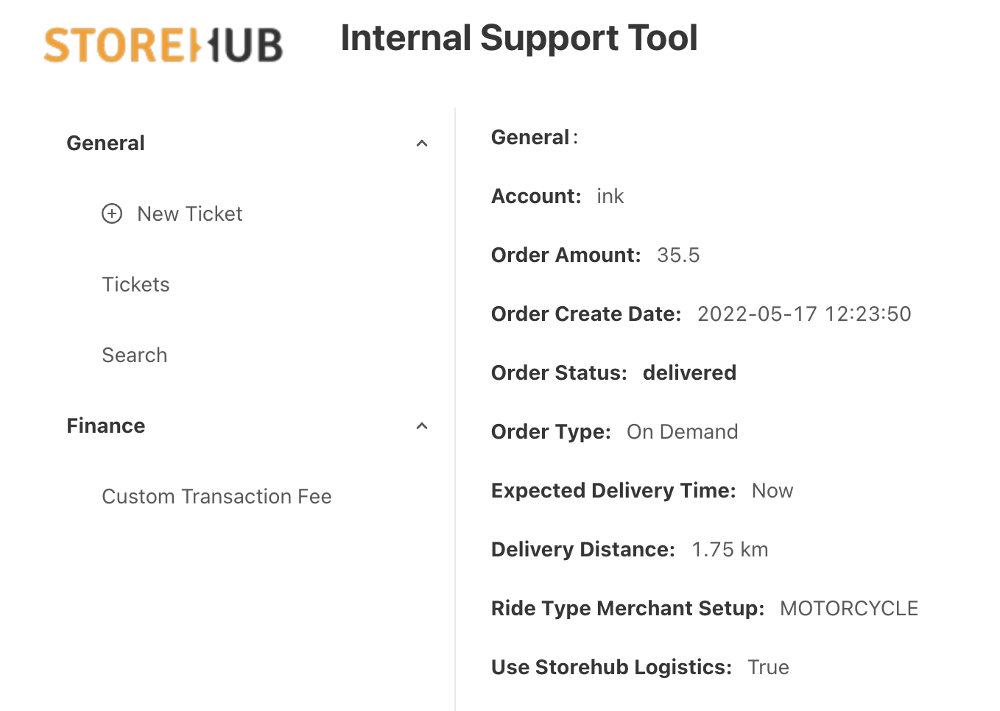 STOREHUB
Internal Support Tool
General
New Ticket
Tickets
Search
Finance
Custom Transaction Fee
General :
Account: ink
Order Amount: 35.5
Order Create Date: 2022-05-17 12:23:50
Order Status: delivered
Order Type: On Demand
Expected Delivery Time: Now
Delivery Distance: 1.75 km
Ride Type Merchant Setup: MOTORCYCLE
Use Storehub Logistics: True